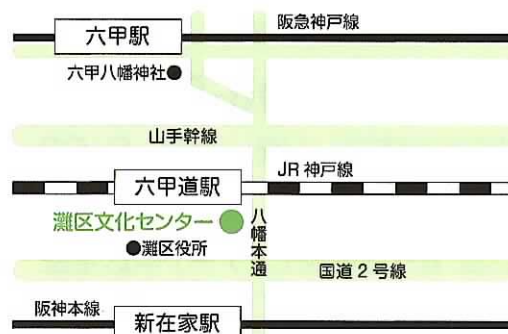 阪急神戸線
六甲駅
六甲八幡神社
山手幹線
JR神戸線
六甲道駅
灘区文化センター
八幡本通
灘区役所
国道2号線
阪神本線
新在家駅